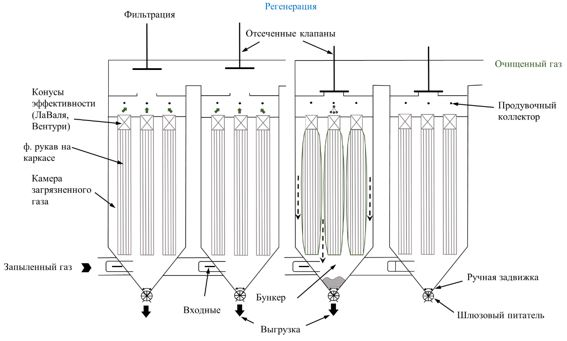 Регенерация
Фильтрация
Отсеченные клапаны
Очищенный газ
Конусы
эффективности
(ЛаВаля,
Вентури)
Продувочный
коллектор
ф. рукав на
каркасе
Камера
загрязненного
газа
Запыленный газ
Ручная задвижка
Входные
Бункер
Шлюзовый питатель
Выгрузка